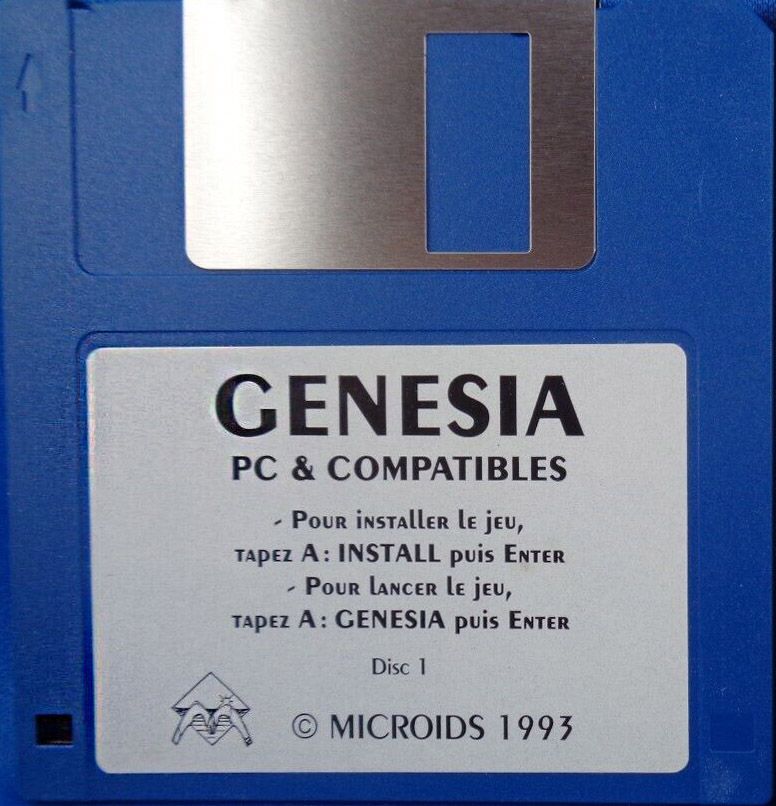 GENESIA
PC & COMPATIBLES
- Pour installer le jeu,
tapez A: INSTALL puis Enter
- Pour lancer le jeu,
tapez A: GENESIA puis Enter
Disc 1
© MICROIDS 1993